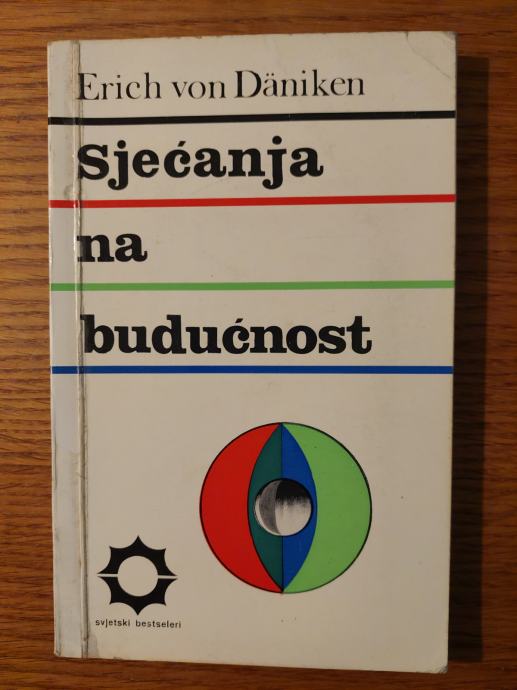 Erich von Däniken
Sjećanja
na
budućnost
svjetski bestseleri